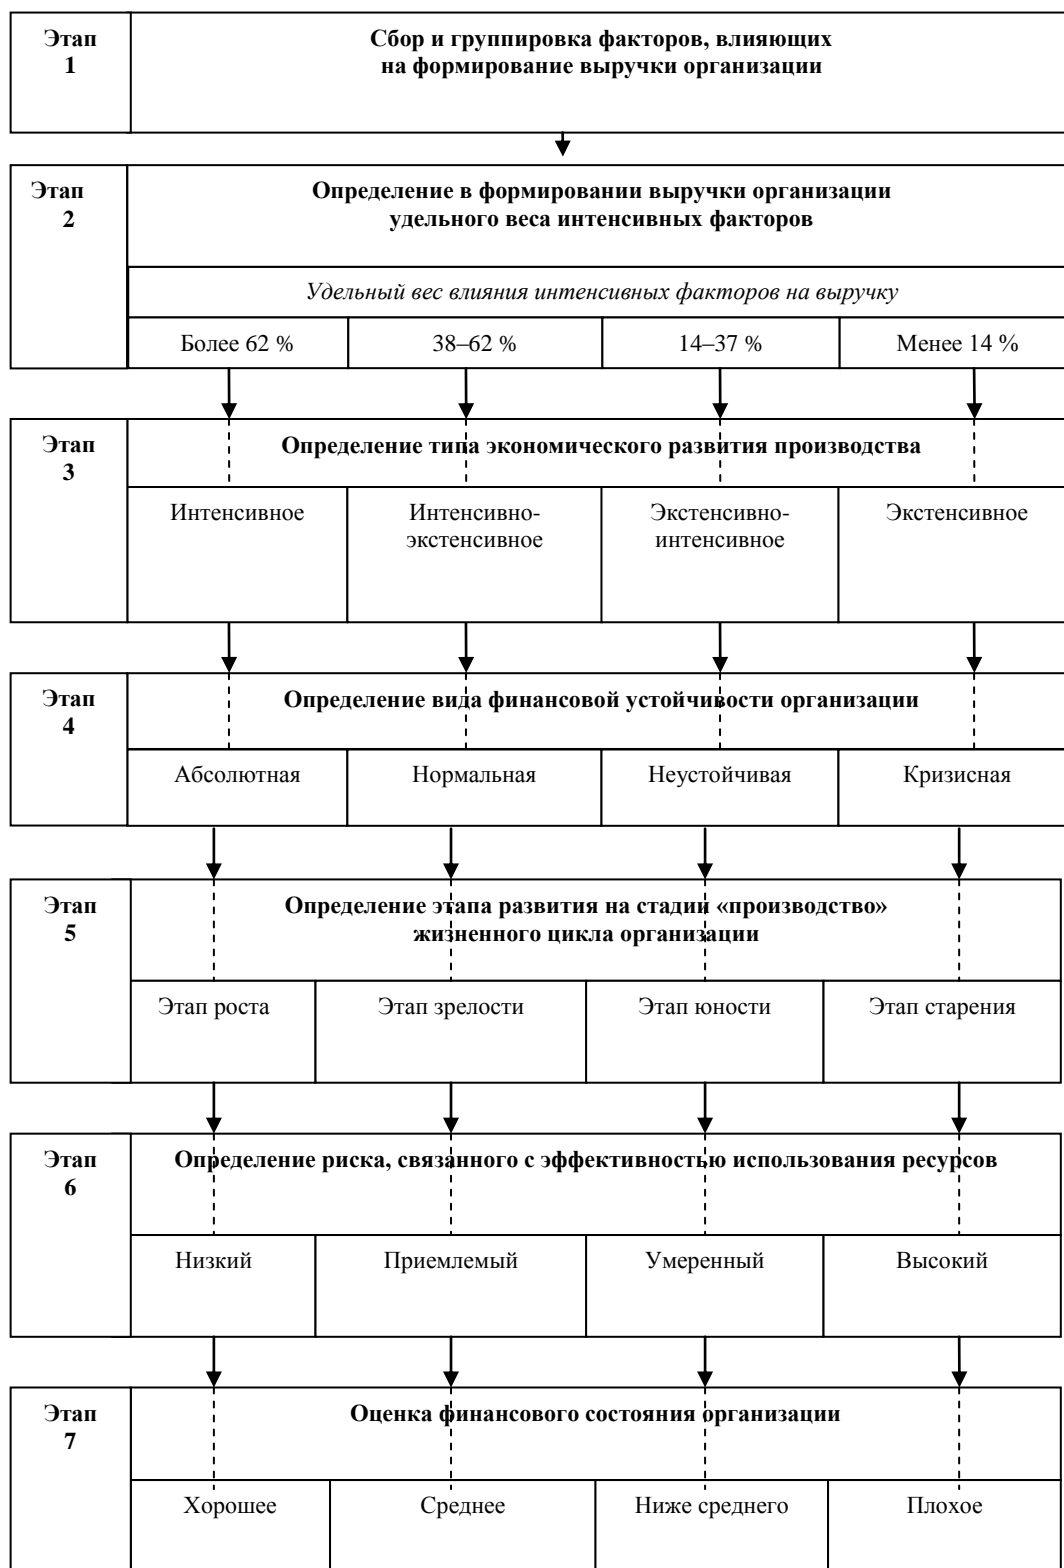 Этап
1
Сбор и группировка факторов, влияющих
на формирование выручки организации
Этап
2
Определение в формировании выручки организации
удельного веса интенсивных факторов
Удельный вес влияния интенсивных факторов на выручку
Более 62 %
38–62 %
14–37 %
Менее 14 %
Этап
3
Определение типа экономического развития производства
Интенсивное
Интенсивно-
экстенсивное
Экстенсивно-
интенсивное
Экстенсивное
Этап
4
Определение вида финансовой устойчивости организации
Абсолютная
Нормальная
Неустойчивая
Кризисная
Этап
5
Определение этапа развития на стадии «производство»
жизненного цикла организации
Этап роста
Этап зрелости
Этап юности
Этап старения
Этап
6
Определение риска, связанного с эффективностью использования ресурсов
Низкий
Приемлемый
Умеренный
Высокий
Этап
7
Оценка финансового состояния организации
Хорошее
Среднее
Ниже среднего
Плохое